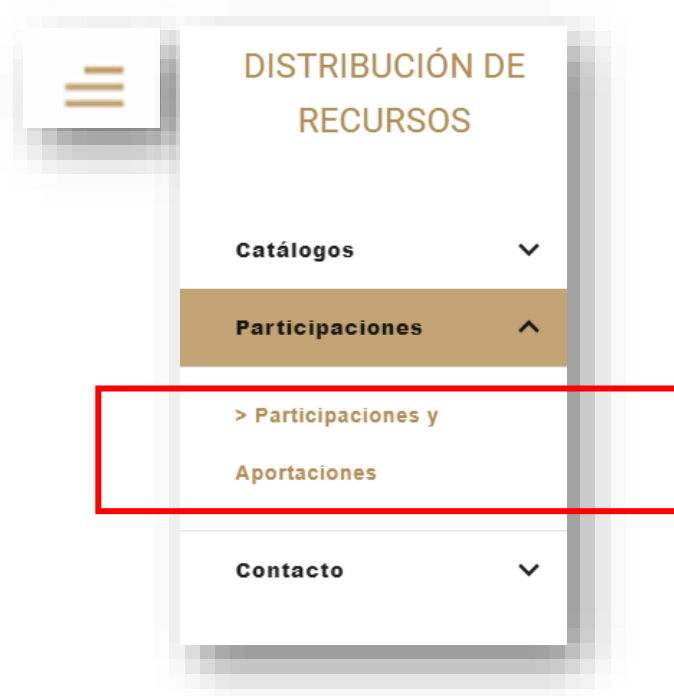 DISTRIBUCIÓN DE
RECURSOS
Catálogos
Participaciones
> Participaciones y
Aportaciones
Contacto